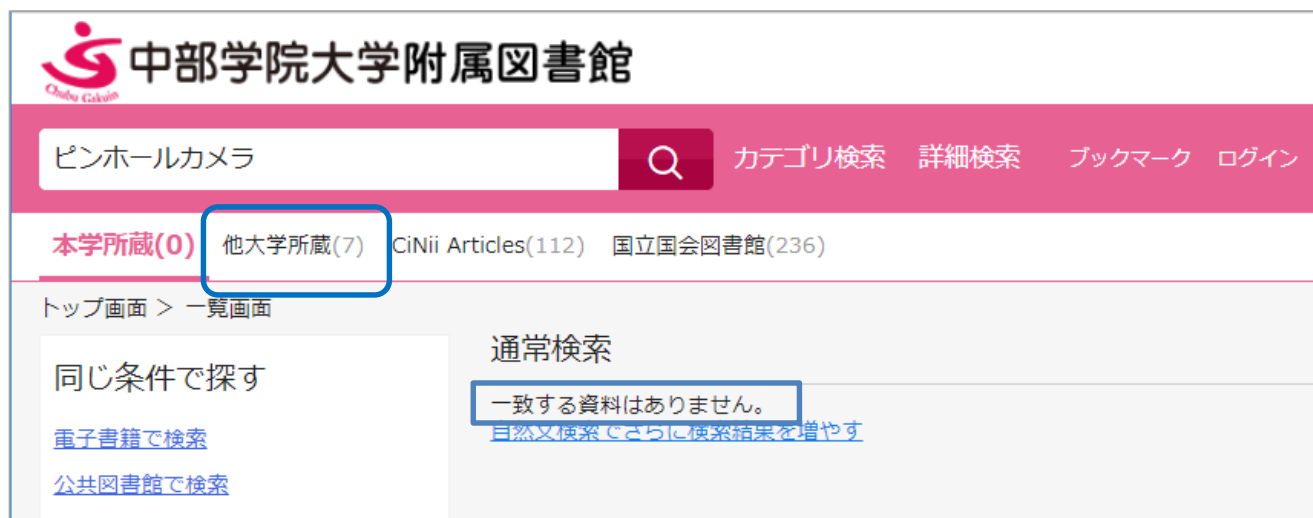 中部学院大学附属図書館
Chubu Gakuin
ピンホールカメラ
カテゴリ検索 詳細検索 ブックマーク ログイン
本学所蔵(0) 他大学所蔵(7) CiNii Articles(112) 国立国会図書館(236)
トップ画面 > 一覧画面
同じ条件で探す
電子書籍で検索
公共図書館で検索
通常検索
一致する資料はありません。
自然文検索でさらに検索結果を増やす